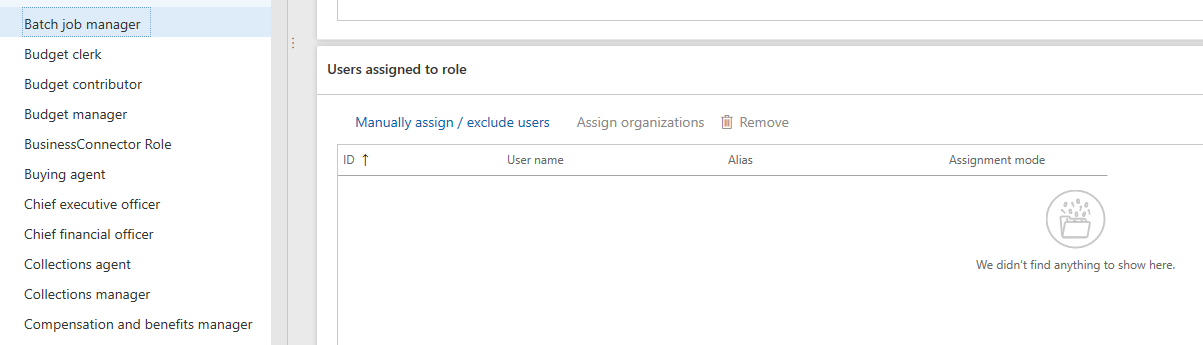 Batch job manager
Budget clerk
Budget contributor
Budget manager
BusinessConnector Role
Buying agent
Chief executive officer
Chief financial officer
Collections agent
Collections manager
Compensation and benefits manager
Users assigned to role
Manually assign / exclude users Assign organizations Remove
ID ↑ User name Alias Assignment mode
We didn't find anything to show here.